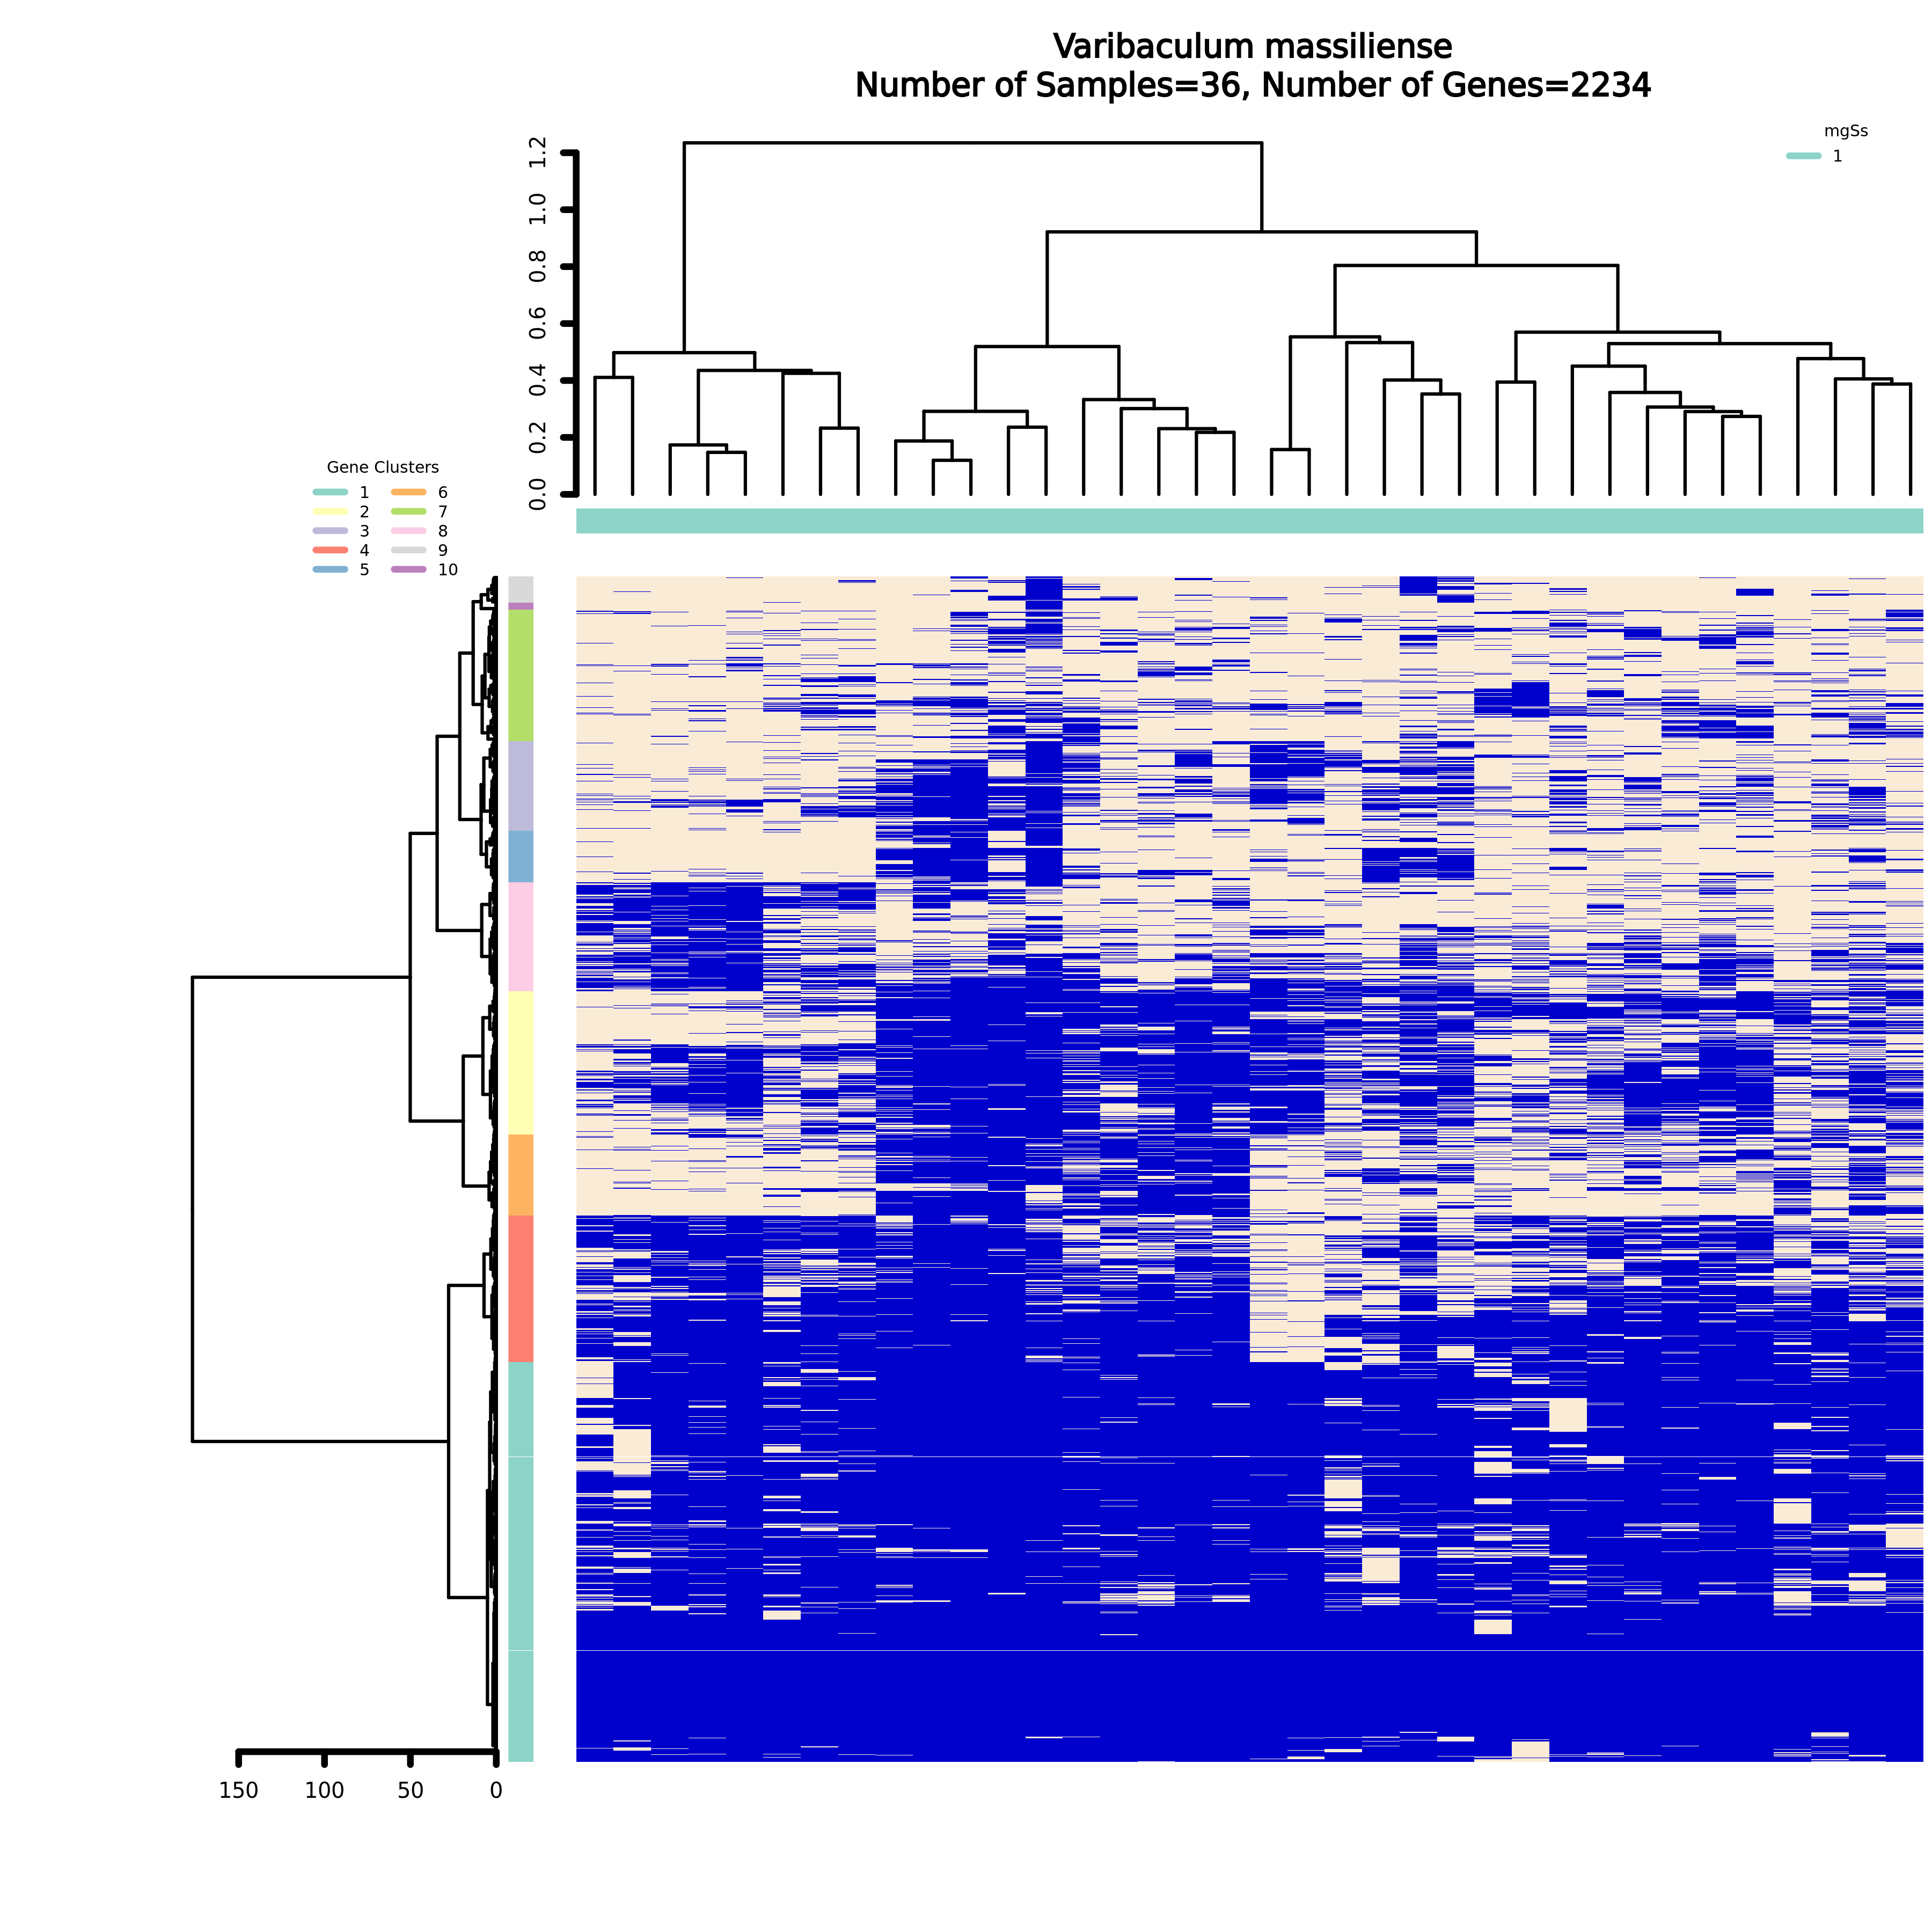 Varibaculum massiliense
Number of Samples=36, Number of Genes=2234
mgSs
1
1.2
1.0
0.8
0.6
0.4
0.2
0.0
Gene Clusters
1 6
2 7
3 8
4 9
5 10
150 100 50 0